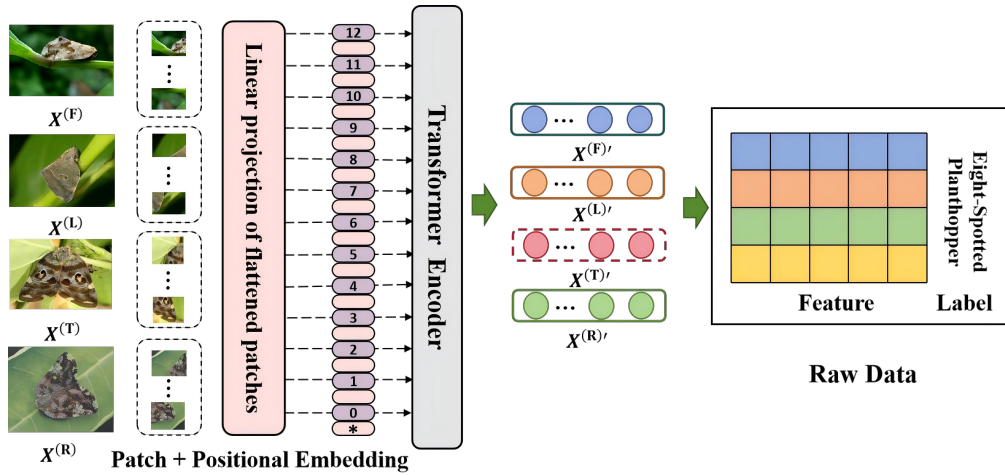 X(F)
X(L)
X(T)
X(R)
Linear projection of flattened patches
12
11
10
9
8
7
6
5
4
3
2
1
0
*
Patch + Positional Embedding
Transformer Encoder
X(F)′
X(L)′
X(T)′
X(R)′
Eight-Spotted
Planthopper
Feature
Label
Raw Data